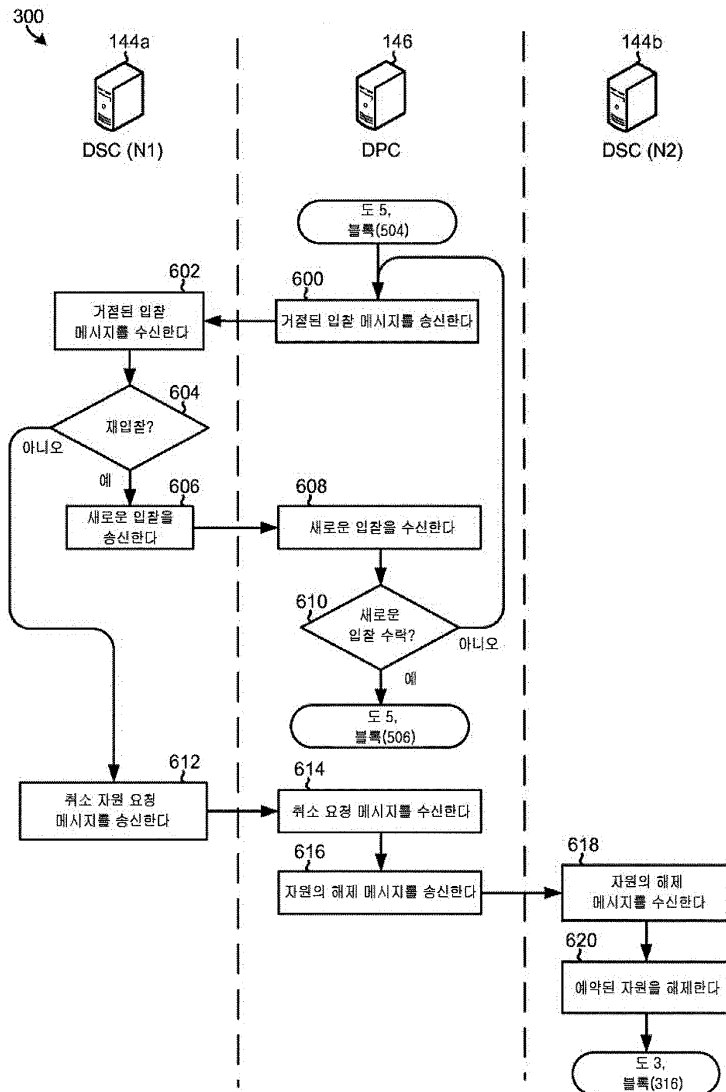 300
144a
146
144b
DSC (N1)
DPC
DSC (N2)
도 5,
블록(504)
602
거절된 입찰
메시지를 수신한다
600
거절된 입찰 메시지를 송신한다
604
재입찰?
아니오
예
606
새로운 입찰을
송신한다
608
새로운 입찰을 수신한다
610
새로운
입찰 수락?
아니오
예
도 5,
블록(506)
612
취소 자원 요청
메시지를 송신한다
614
취소 요청 메시지를 수신한다
616
자원의 해제 메시지를 송신한다
618
자원의 해제
메시지를 수신한다
620
예약된 자원을 해제한다
도 3,
블록(316)